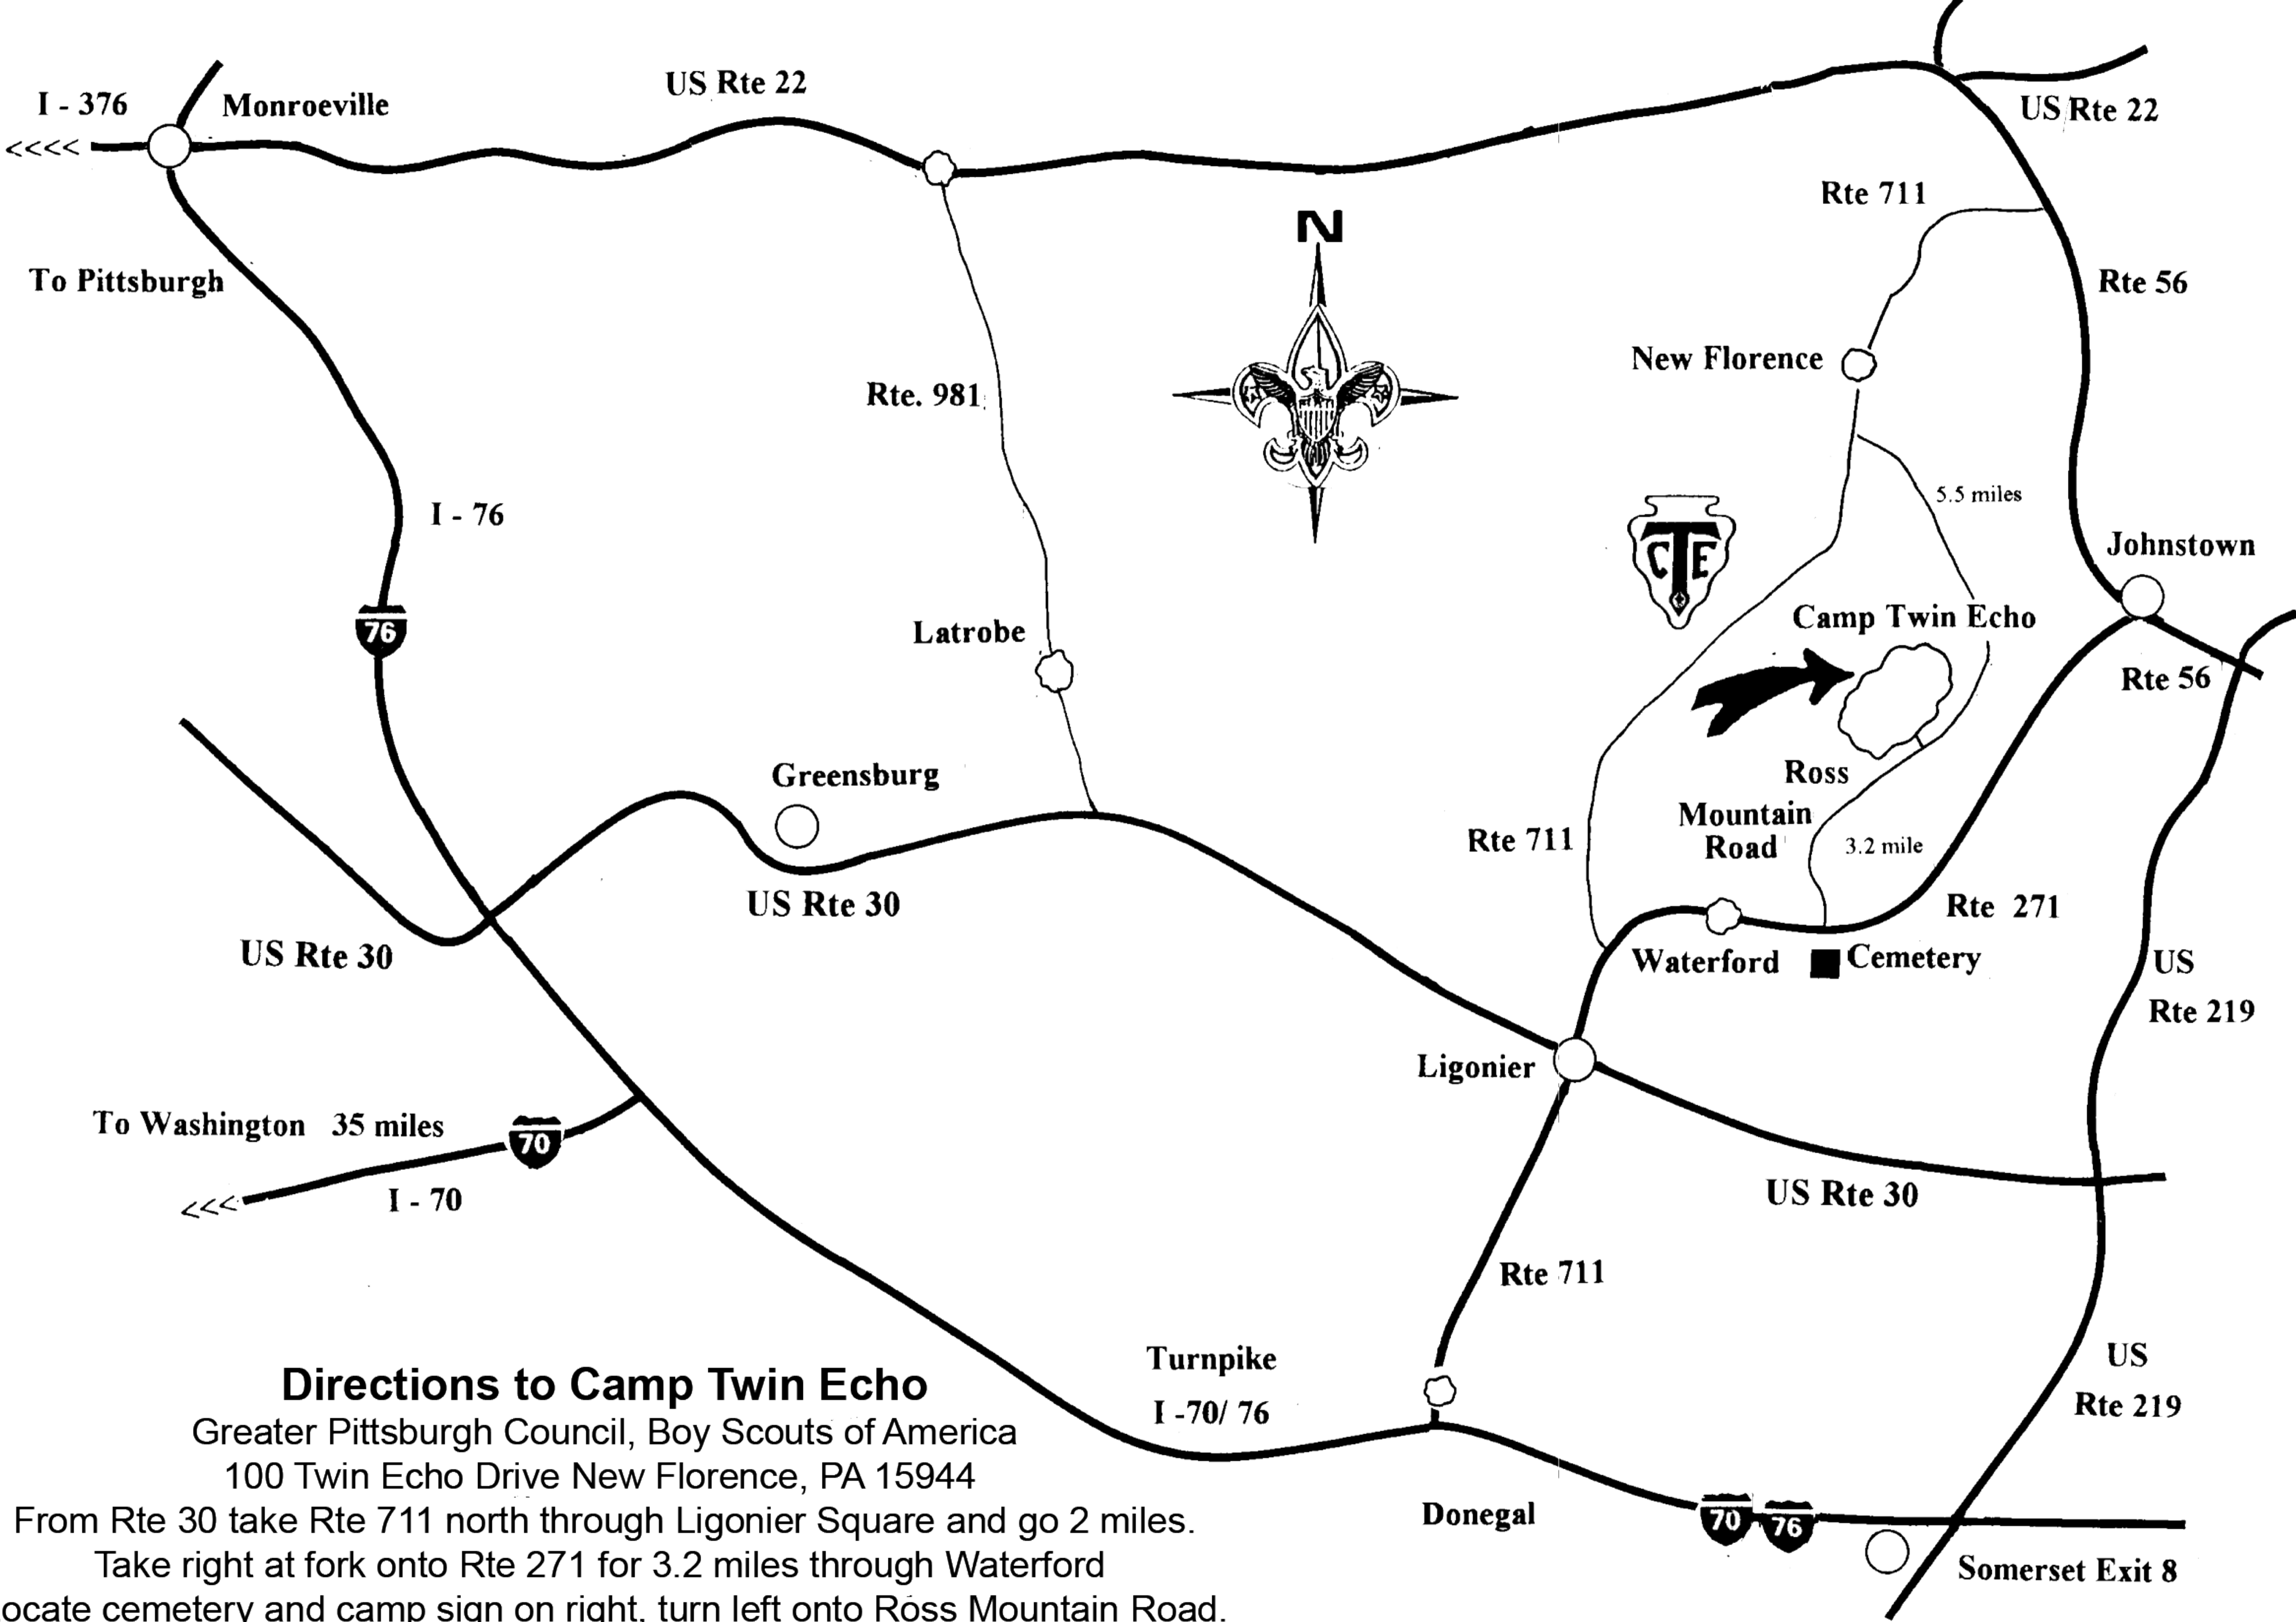 US Rte 22
I - 376
Monroeville
<<<<
US Rte 22
Rte 711
N
To Pittsburgh
Rte 56
New Florence
Rte. 981
5.5 miles
I - 76
CTE
Johnstown
76
Camp Twin Echo
Latrobe
Rte 56
Ross
Mountain
Road
Greensburg
Rte 711
3.2 mile
US Rte 30
Rte 271
US Rte 30
Waterford
Cemetery
US
Rte 219
Ligonier
To Washington 35 miles
70
<<<
I - 70
US Rte 30
Rte 711
Turnpike
I -70/ 76
US
Rte 219
Donegal
70
76
Somerset Exit 8
Directions to Camp Twin Echo
Greater Pittsburgh Council, Boy Scouts of America
100 Twin Echo Drive New Florence, PA 15944
From Rte 30 take Rte 711 north through Ligonier Square and go 2 miles.
Take right at fork onto Rte 271 for 3.2 miles through Waterford
ocate cemetery and camp sign on right, turn left onto Ross Mountain Road.